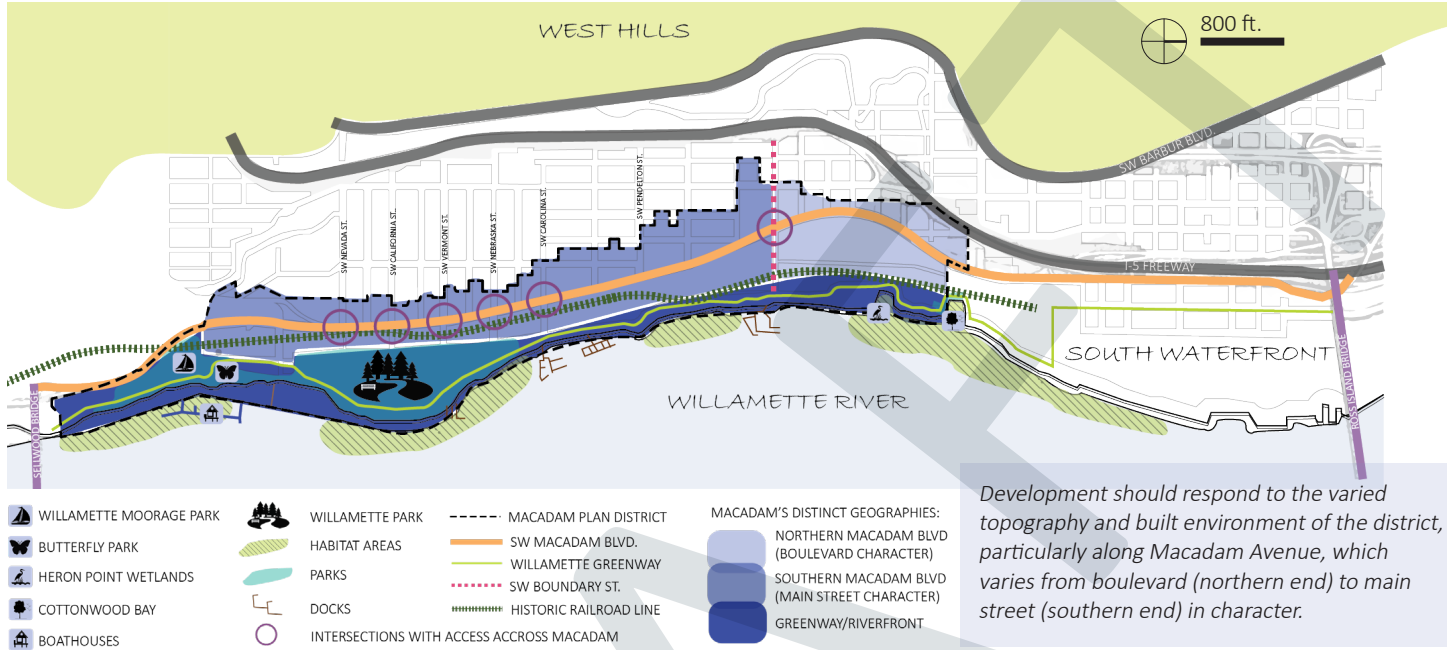 WEST HILLS
800 ft.
SW BARBUR BLVD.
I-5 FREEWAY
SW NEVADA ST.
SW CALIFORNIA ST.
SW VERMONT ST.
SW NEBRASKA ST.
SW CAROLINA ST.
SW PENDELTON ST.
SOUTH WATERFRONT
WILLAMETTE RIVER
SELLWOOD BRIDGE
ROSS ISLAND BRIDGE
WILLAMETTE MOORAGE PARK
BUTTERFLY PARK
HERON POINT WETLANDS
COTTONWOOD BAY
BOATHOUSES
WILLAMETTE PARK
HABITAT AREAS
PARKS
DOCKS
INTERSECTIONS WITH ACCESS ACCROSS MACADAM
MACADAM PLAN DISTRICT
SW MACADAM BLVD.
WILLAMETTE GREENWAY
SW BOUNDARY ST.
HISTORIC RAILROAD LINE
MACADAM'S DISTINCT GEOGRAPHIES:
NORTHERN MACADAM BLVD
(BOULEVARD CHARACTER)
SOUTHERN MACADAM BLVD
(MAIN STREET CHARACTER)
GREENWAY/RIVERFRONT
Development should respond to the varied
topography and built environment of the district,
particularly along Macadam Avenue, which
varies from boulevard (northern end) to main
street (southern end) in character.